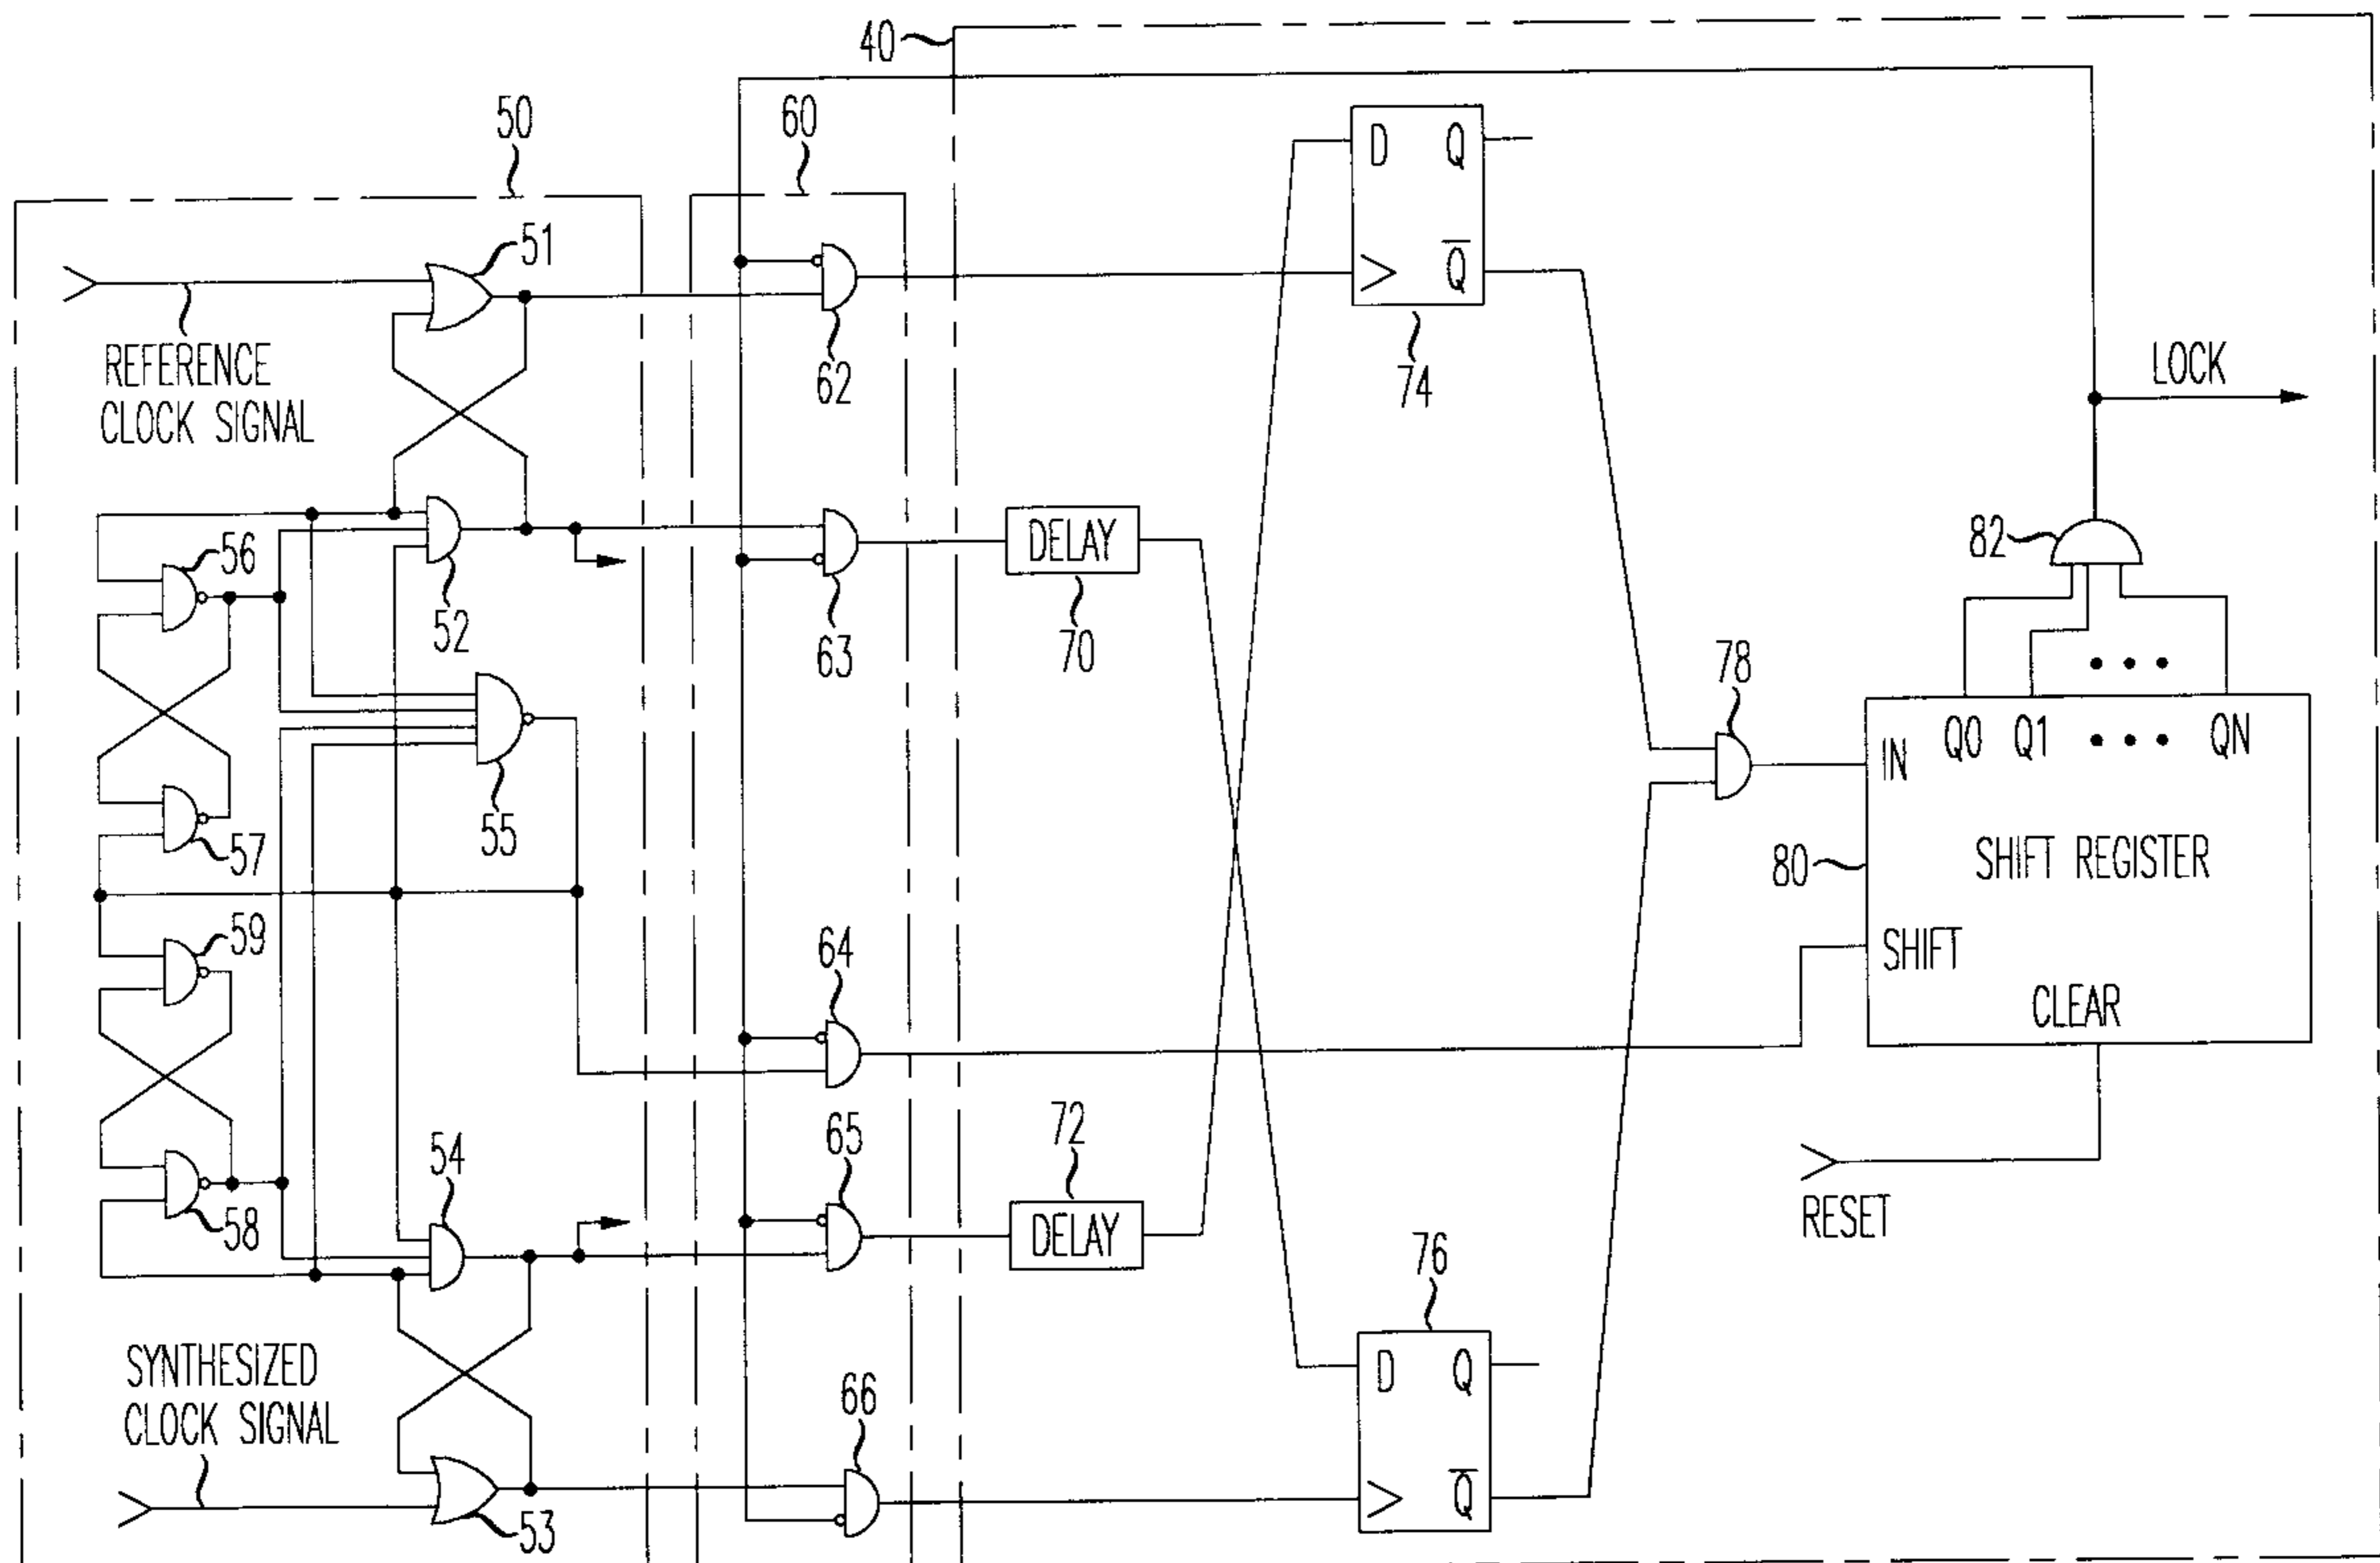 40
50
60
D Q
Q̅
74
51
REFERENCE
CLOCK SIGNAL
62
LOCK
56
52
63
DELAY
70
82
78
55
57
Q0 Q1 • • • QN
IN
80
SHIFT REGISTER
59
64
SHIFT
CLEAR
54
65
72
DELAY
58
RESET
76
D Q
Q̅
SYNTHESIZED
CLOCK SIGNAL
66
53